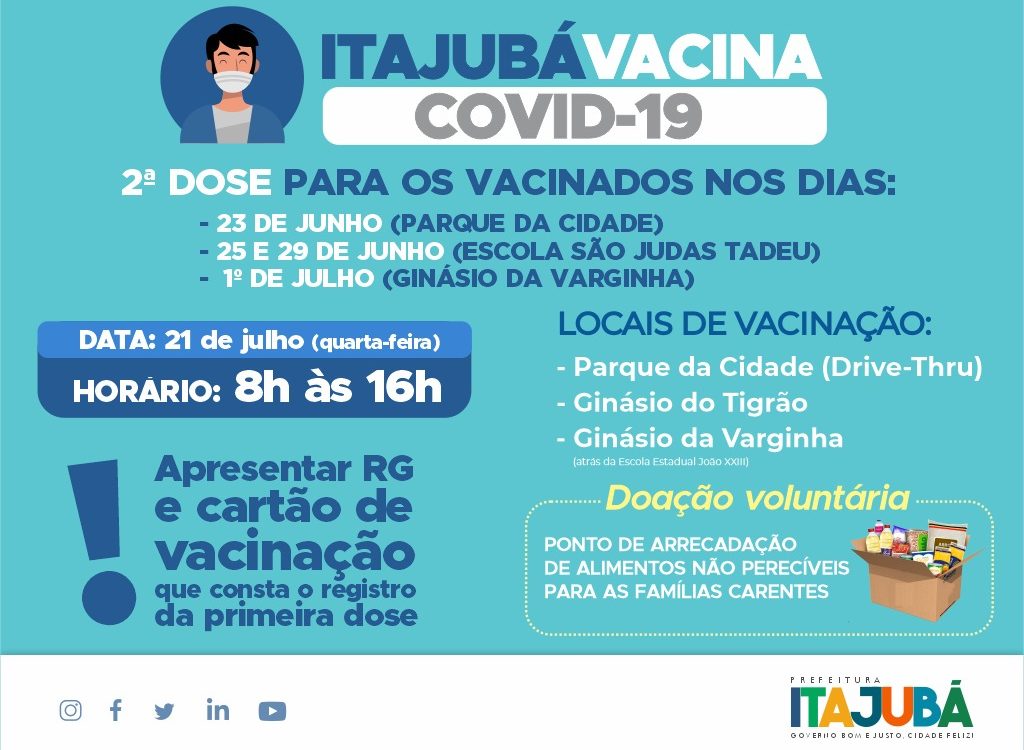 ITAJUBÁ VACINA
COVID-19
2ª DOSE PARA OS VACINADOS NOS DIAS:
- 23 DE JUNHO (PARQUE DA CIDADE)
- 25 E 29 DE JUNHO (ESCOLA SÃO JUDAS TADEU)
- 1º DE JULHO (GINÁSIO DA VARGINHA)
DATA: 21 de julho (quarta-feira)
HORÁRIO: 8h às 16h
! Apresentar RG
e cartão de
vacinação
que consta o registro
da primeira dose
LOCAIS DE VACINAÇÃO:
- Parque da Cidade (Drive-Thru)
- Ginásio do Tigrão
- Ginásio da Varginha
(atrás da Escola Estadual João XXIII)
Doação voluntária
PONTO DE ARRECADAÇÃO
DE ALIMENTOS NÃO PERECÍVEIS
PARA AS FAMÍLIAS CARENTES
PREFEITURA
ITAJUBÁ
GOVERNO BOM E JUSTO, CIDADE FELIZ!